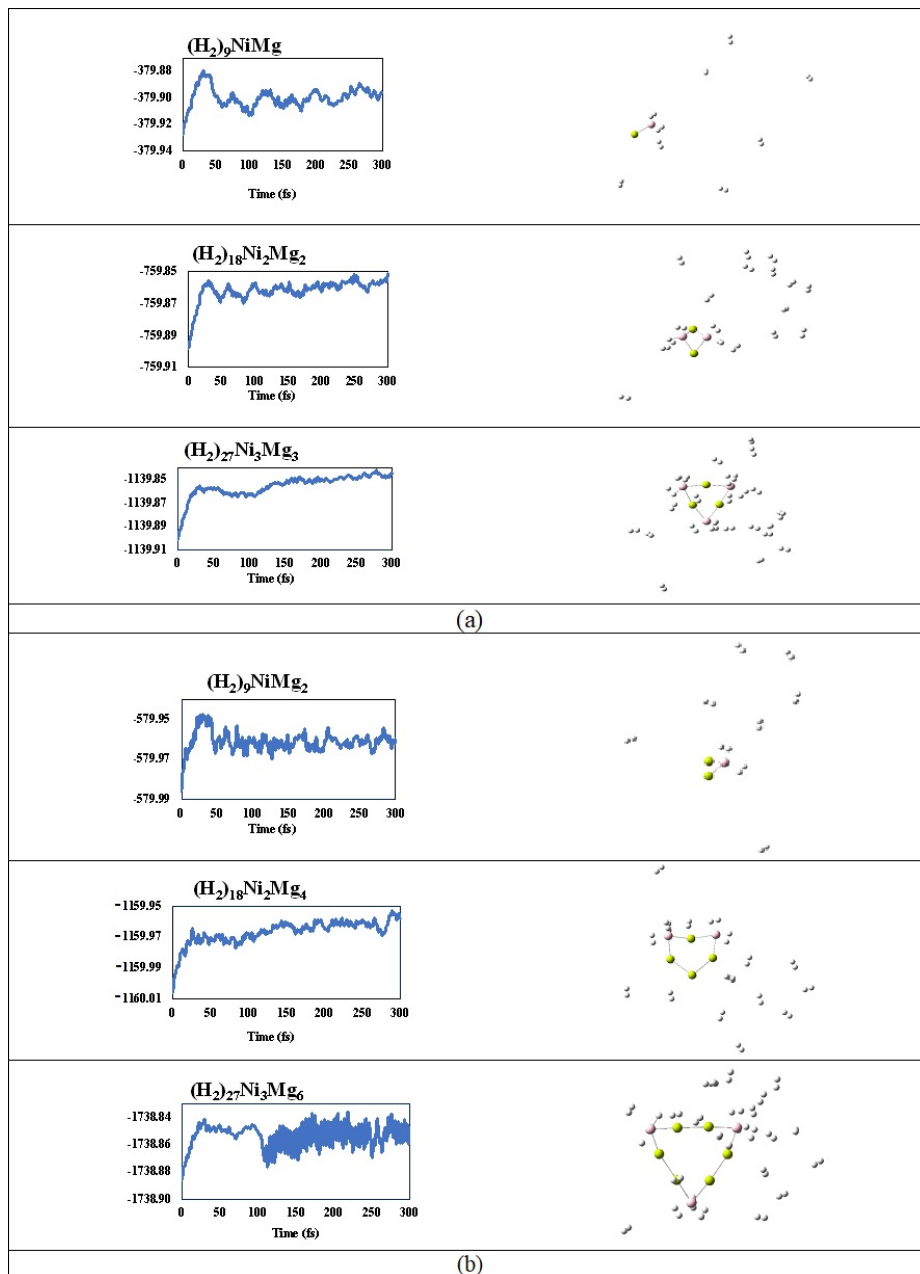 (H2)9NiMg
-379.88
-379.90
-379.92
-379.94
0 50 100 150 200 250 300
Time (fs)
(H2)18Ni2Mg2
-759.85
-759.87
-759.89
-759.91
0 50 100 150 200 250 300
Time (fs)
(H2)27Ni3Mg3
-1139.85
-1139.87
-1139.89
-1139.91
0 50 100 150 200 250 300
Time (fs)
(a)
(H2)9NiMg2
-579.95
-579.97
-579.99
0 50 100 150 200 250 300
Time (fs)
(H2)18Ni2Mg4
-1159.95
-1159.97
-1159.99
-1160.01
0 50 100 150 200 250 300
Time (fs)
(H2)27Ni3Mg6
-1738.84
-1738.86
-1738.88
-1738.90
0 50 100 150 200 250 300
Time (fs)
(b)